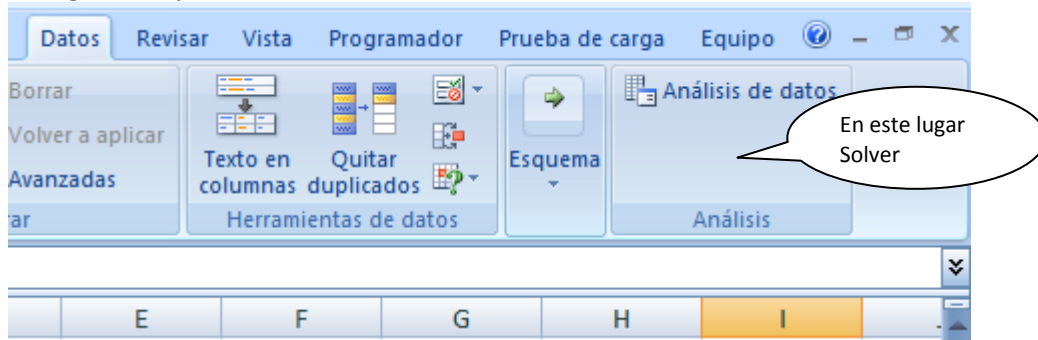 Datos Revisar Vista Programador Prueba de carga Equipo
Borrar
Volver a aplicar
Avanzadas
Texto en
columnas
Quitar
duplicados
Esquema
Análisis de datos
En este lugar
Solver
rar
Herramientas de datos
Análisis
E F G H I